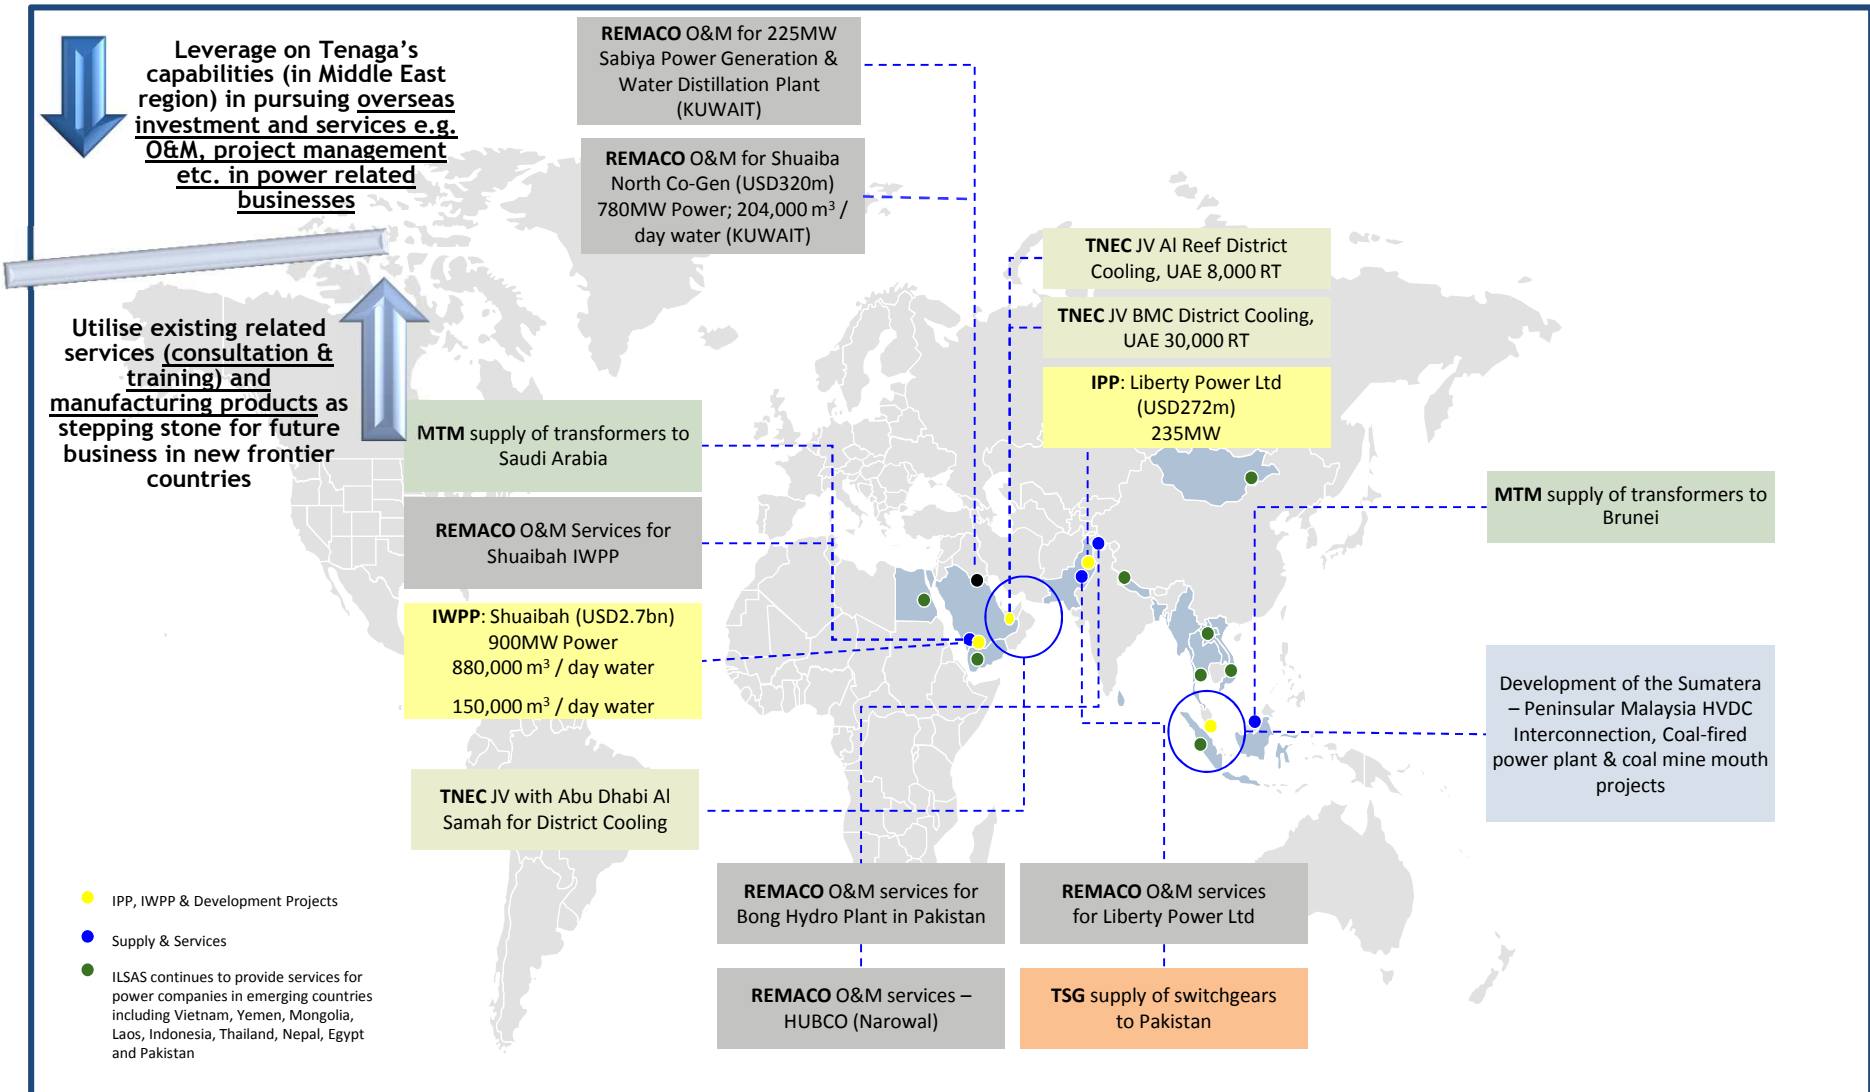 Leverage on Tenaga's
capabilities (in Middle East
region) in pursuing overseas
investment and services e.g.
O&M, project management
etc. in power related
businesses
Utilise existing related
services (consultation &
training) and
manufacturing products as
stepping stone for future
business in new frontier
countries
REMACO O&M for 225MW
Sabiya Power Generation &
Water Distillation Plant
(KUWAIT)
REMACO O&M for Shuaiba
North Co-Gen (USD320m)
780MW Power; 204,000 m³ /
day water (KUWAIT)
TNEC JV Al Reef District
Cooling, UAE 8,000 RT
TNEC JV BMC District Cooling,
UAE 30,000 RT
IPP: Liberty Power Ltd
(USD272m)
235MW
MTM supply of transformers to
Saudi Arabia
REMACO O&M Services for
Shuaibah IWPP
IWPP: Shuaibah (USD2.7bn)
900MW Power
880,000 m³ / day water
150,000 m³ / day water
TNEC JV with Abu Dhabi Al
Samah for District Cooling
MTM supply of transformers to
Brunei
Development of the Sumatera
– Peninsular Malaysia HVDC
Interconnection, Coal-fired
power plant & coal mine mouth
projects
REMACO O&M services for
Bong Hydro Plant in Pakistan
REMACO O&M services
for Liberty Power Ltd
REMACO O&M services –
HUBCO (Narowal)
TSG supply of switchgears
to Pakistan
IPP, IWPP & Development Projects
Supply & Services
ILSAS continues to provide services for
power companies in emerging countries
including Vietnam, Yemen, Mongolia,
Laos, Indonesia, Thailand, Nepal, Egypt
and Pakistan